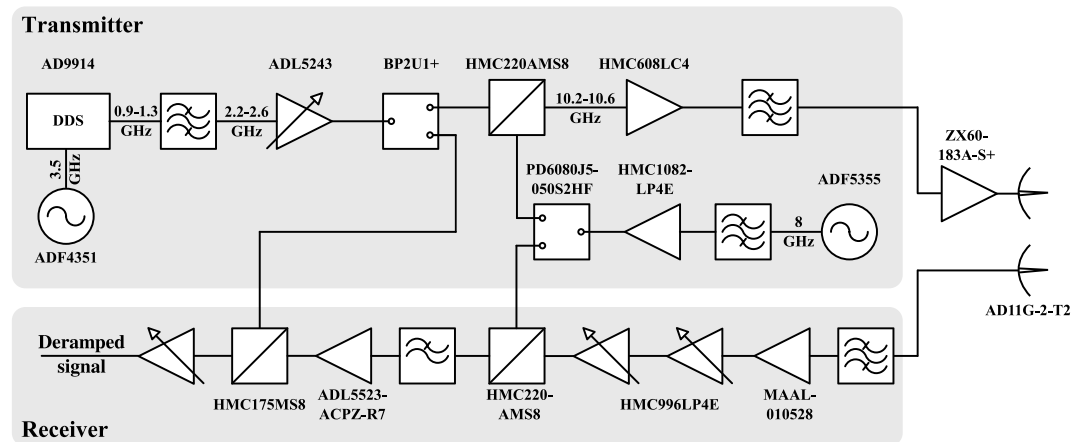 Transmitter
AD9914
ADL5243
BP2U1+
HMC220AMS8
HMC608LC4
DDS
0.9-1.3
GHz
2.2-2.6
GHz
10.2-10.6
GHz
ZX60-
183A-S+
3.5
GHz
ADF4351
PD6080J5-
050S2HF
HMC1082-
LP4E
8
GHz
ADF5355
AD11G-2-T2
Deramped
signal
HMC175MS8
ADL5523-
ACPZ-R7
HMC220-
AMS8
HMC996LP4E
MAAL-
010528
Receiver